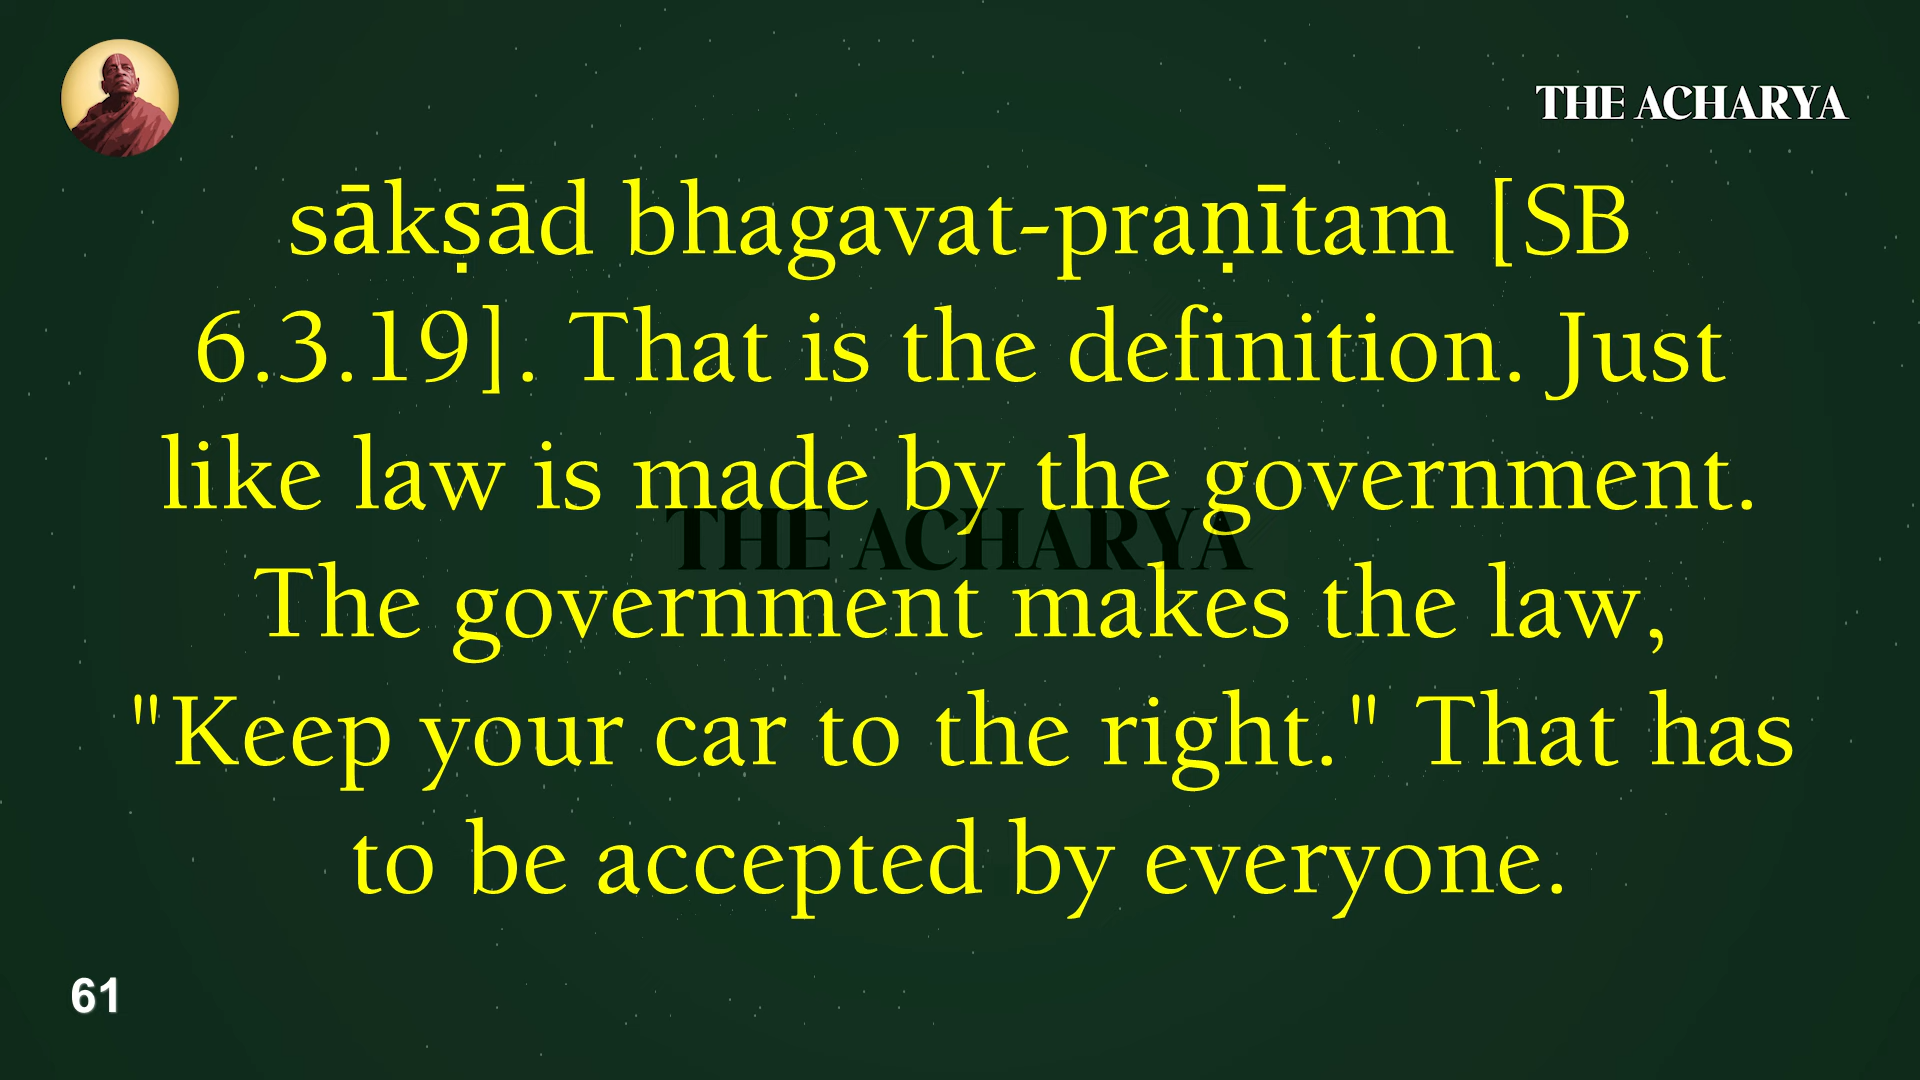 THE ACHARYA
sākṣād bhagavat-praṇītam [SB
6.3.19]. That is the definition. Just
like law is made by the government.
THE ACHARYA
The government makes the law,
"Keep your car to the right." That has
to be accepted by everyone.
61